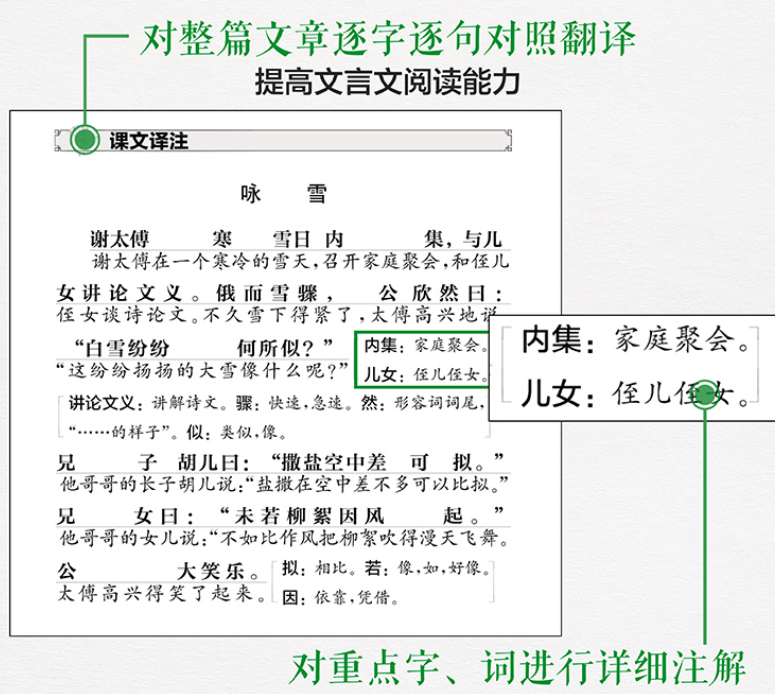 对整篇文章逐字逐句对照翻译
提高文言文阅读能力
课文译注
咏 雪
谢太傅 寒 雪日 内 集，与儿
谢太傅在一个寒冷的雪天，召开家庭聚会，和侄儿
女讲论文义。俄而雪骤， 公 欣然曰：
侄女谈诗论文。不久雪下得紧了，太傅高兴地说
“白雪纷纷 何所似？”
“这纷纷扬扬的大雪像什么呢？”
内集：家庭聚会。
儿女：侄儿侄女。
内集：家庭聚会。
儿女：侄儿侄女。
讲论文义：讲解诗文。骤：快速，急速。然：形容词词尾，
“……的样子”。似：类似，像。
兄 子 胡儿曰：“撒盐空中差 可 拟。”
他哥哥的长子胡儿说：“盐撒在空中差不多可以比拟。”
兄 女曰：“未若柳絮因风 起。”
他哥哥的女儿说：“不如比作风把柳絮吹得漫天飞舞。
公 大笑乐。
太傅高兴得笑了起来。
拟：相比。若：像，如，好像。
因：依靠，凭借。
对重点字、词进行详细注解